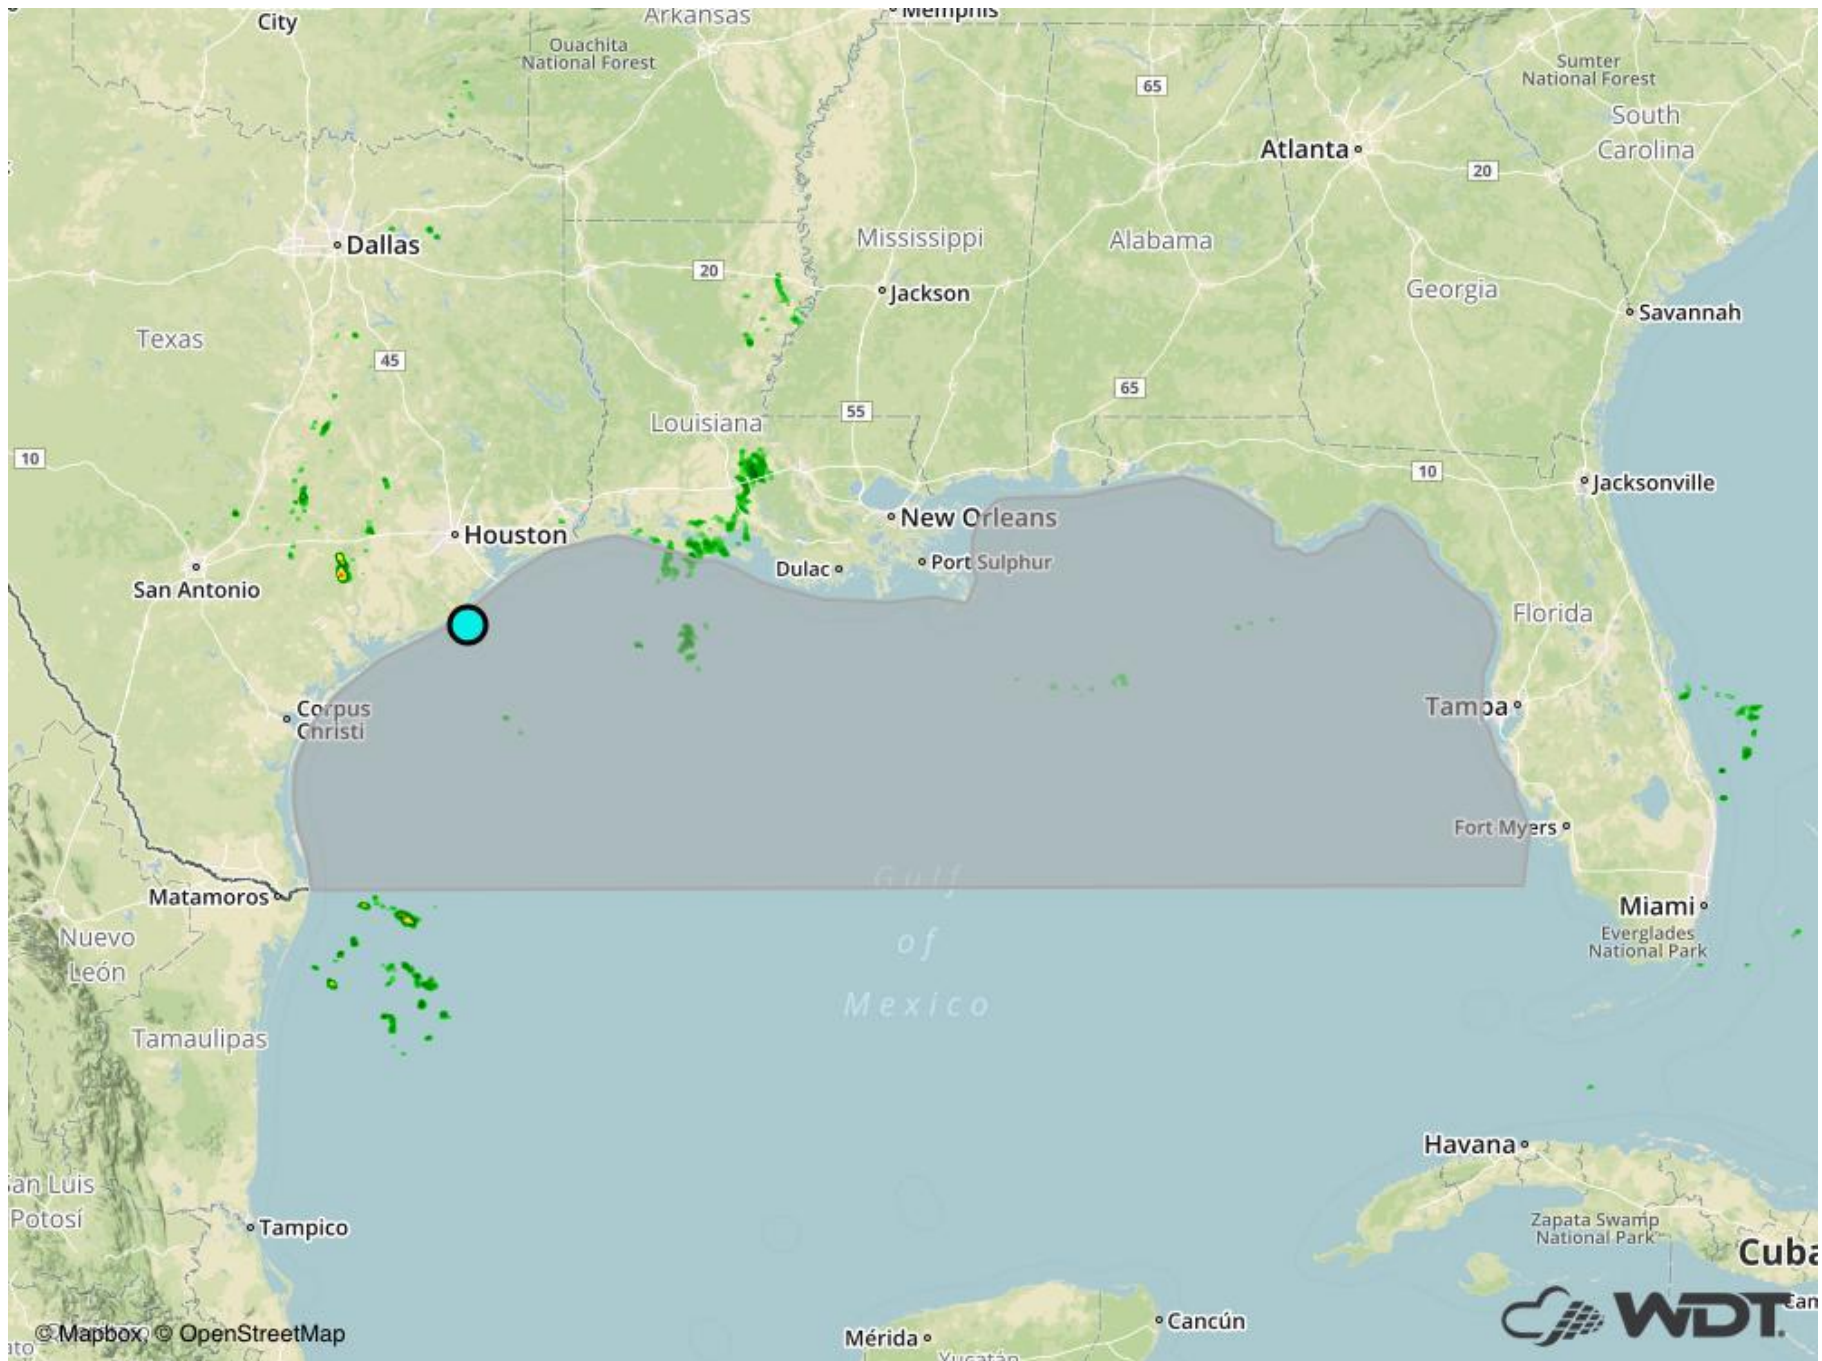 City
Arkansas
Memphis
Ouachita
National Forest
65
Sumter
National Forest
South
Carolina
Atlanta
20
Dallas
Mississippi
Alabama
20
Jackson
Georgia
Savannah
Texas
45
65
55
Louisiana
10
10
Jacksonville
New Orleans
Houston
San Antonio
Dulac
Port Sulphur
Florida
Corpus
Christi
Tampa
Fort Myers
Gulf
of
Mexico
Matamoros
Miami
Everglades
National Park
Nuevo
León
Tamaulipas
Havana
San Luis
Potosí
Tampico
Zapata Swamp
National Park
Cuba
WDT
Cam
Cancún
Mérida
Yucatán
© Mapbox, © OpenStreetMap